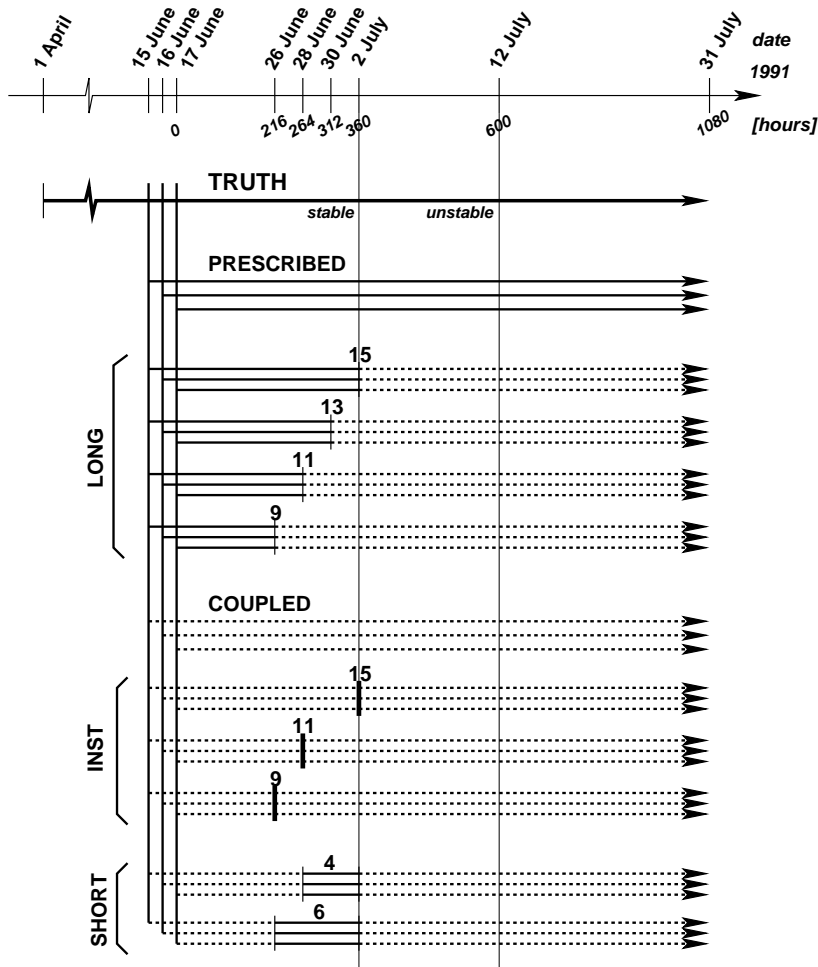 1 April 15 June 16 June 17 June 26 June 28 June 30 June 2 July 12 July 31 July date
1991
0 216 264 312 360 600 1080 [hours]
TRUTH
stable unstable
PRESCRIBED
LONG
15
13
11
9
COUPLED
INST
15
11
9
SHORT
4
6